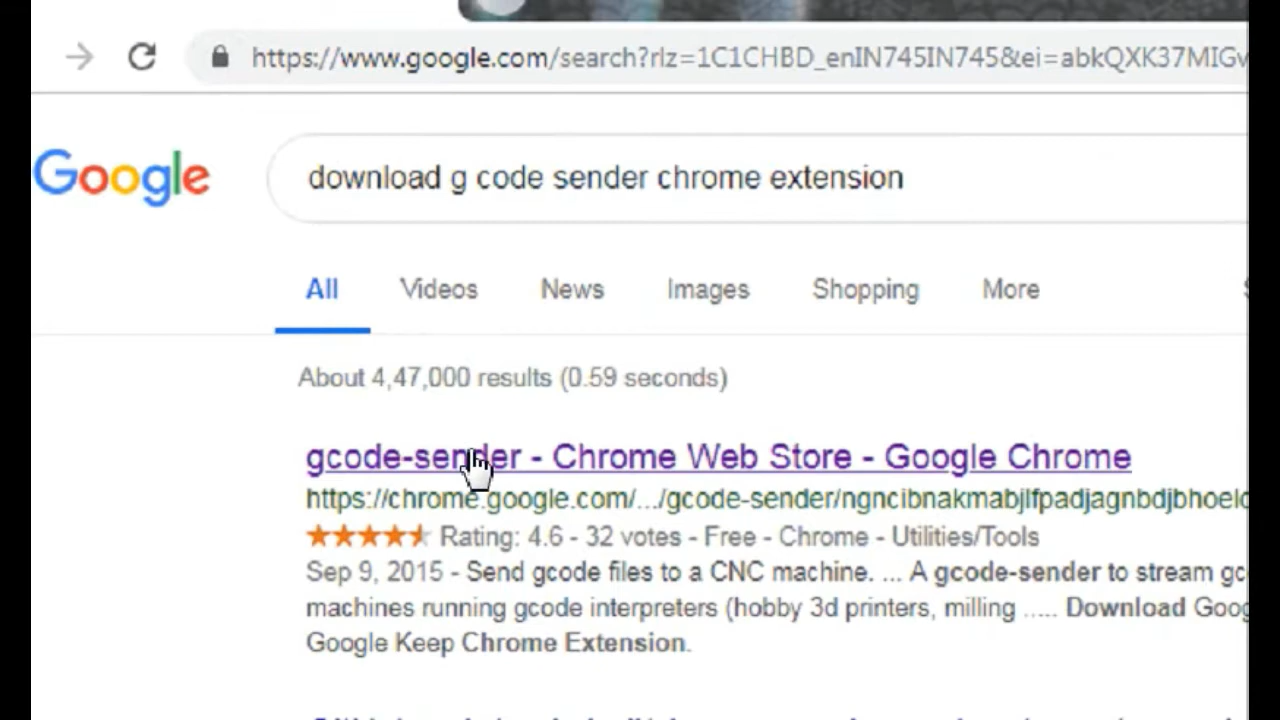 https://www.google.com/search?rlz=1C1CHBD_enIN745IN745&ei=abkQXK37MIGv
Google
download g code sender chrome extension
All Videos News Images Shopping More
About 4,47,000 results (0.59 seconds)
gcode-sender - Chrome Web Store - Google Chrome
https://chrome.google.com/.../gcode-sender/ngncibnakmabjlfpadjagnbdjbhoelc
Rating: 4.6 - 32 votes - Free - Chrome - Utilities/Tools
Sep 9, 2015 - Send gcode files to a CNC machine. ... A gcode-sender to stream gc
machines running gcode interpreters (hobby 3d printers, milling ..... Download Goog
Google Keep Chrome Extension.